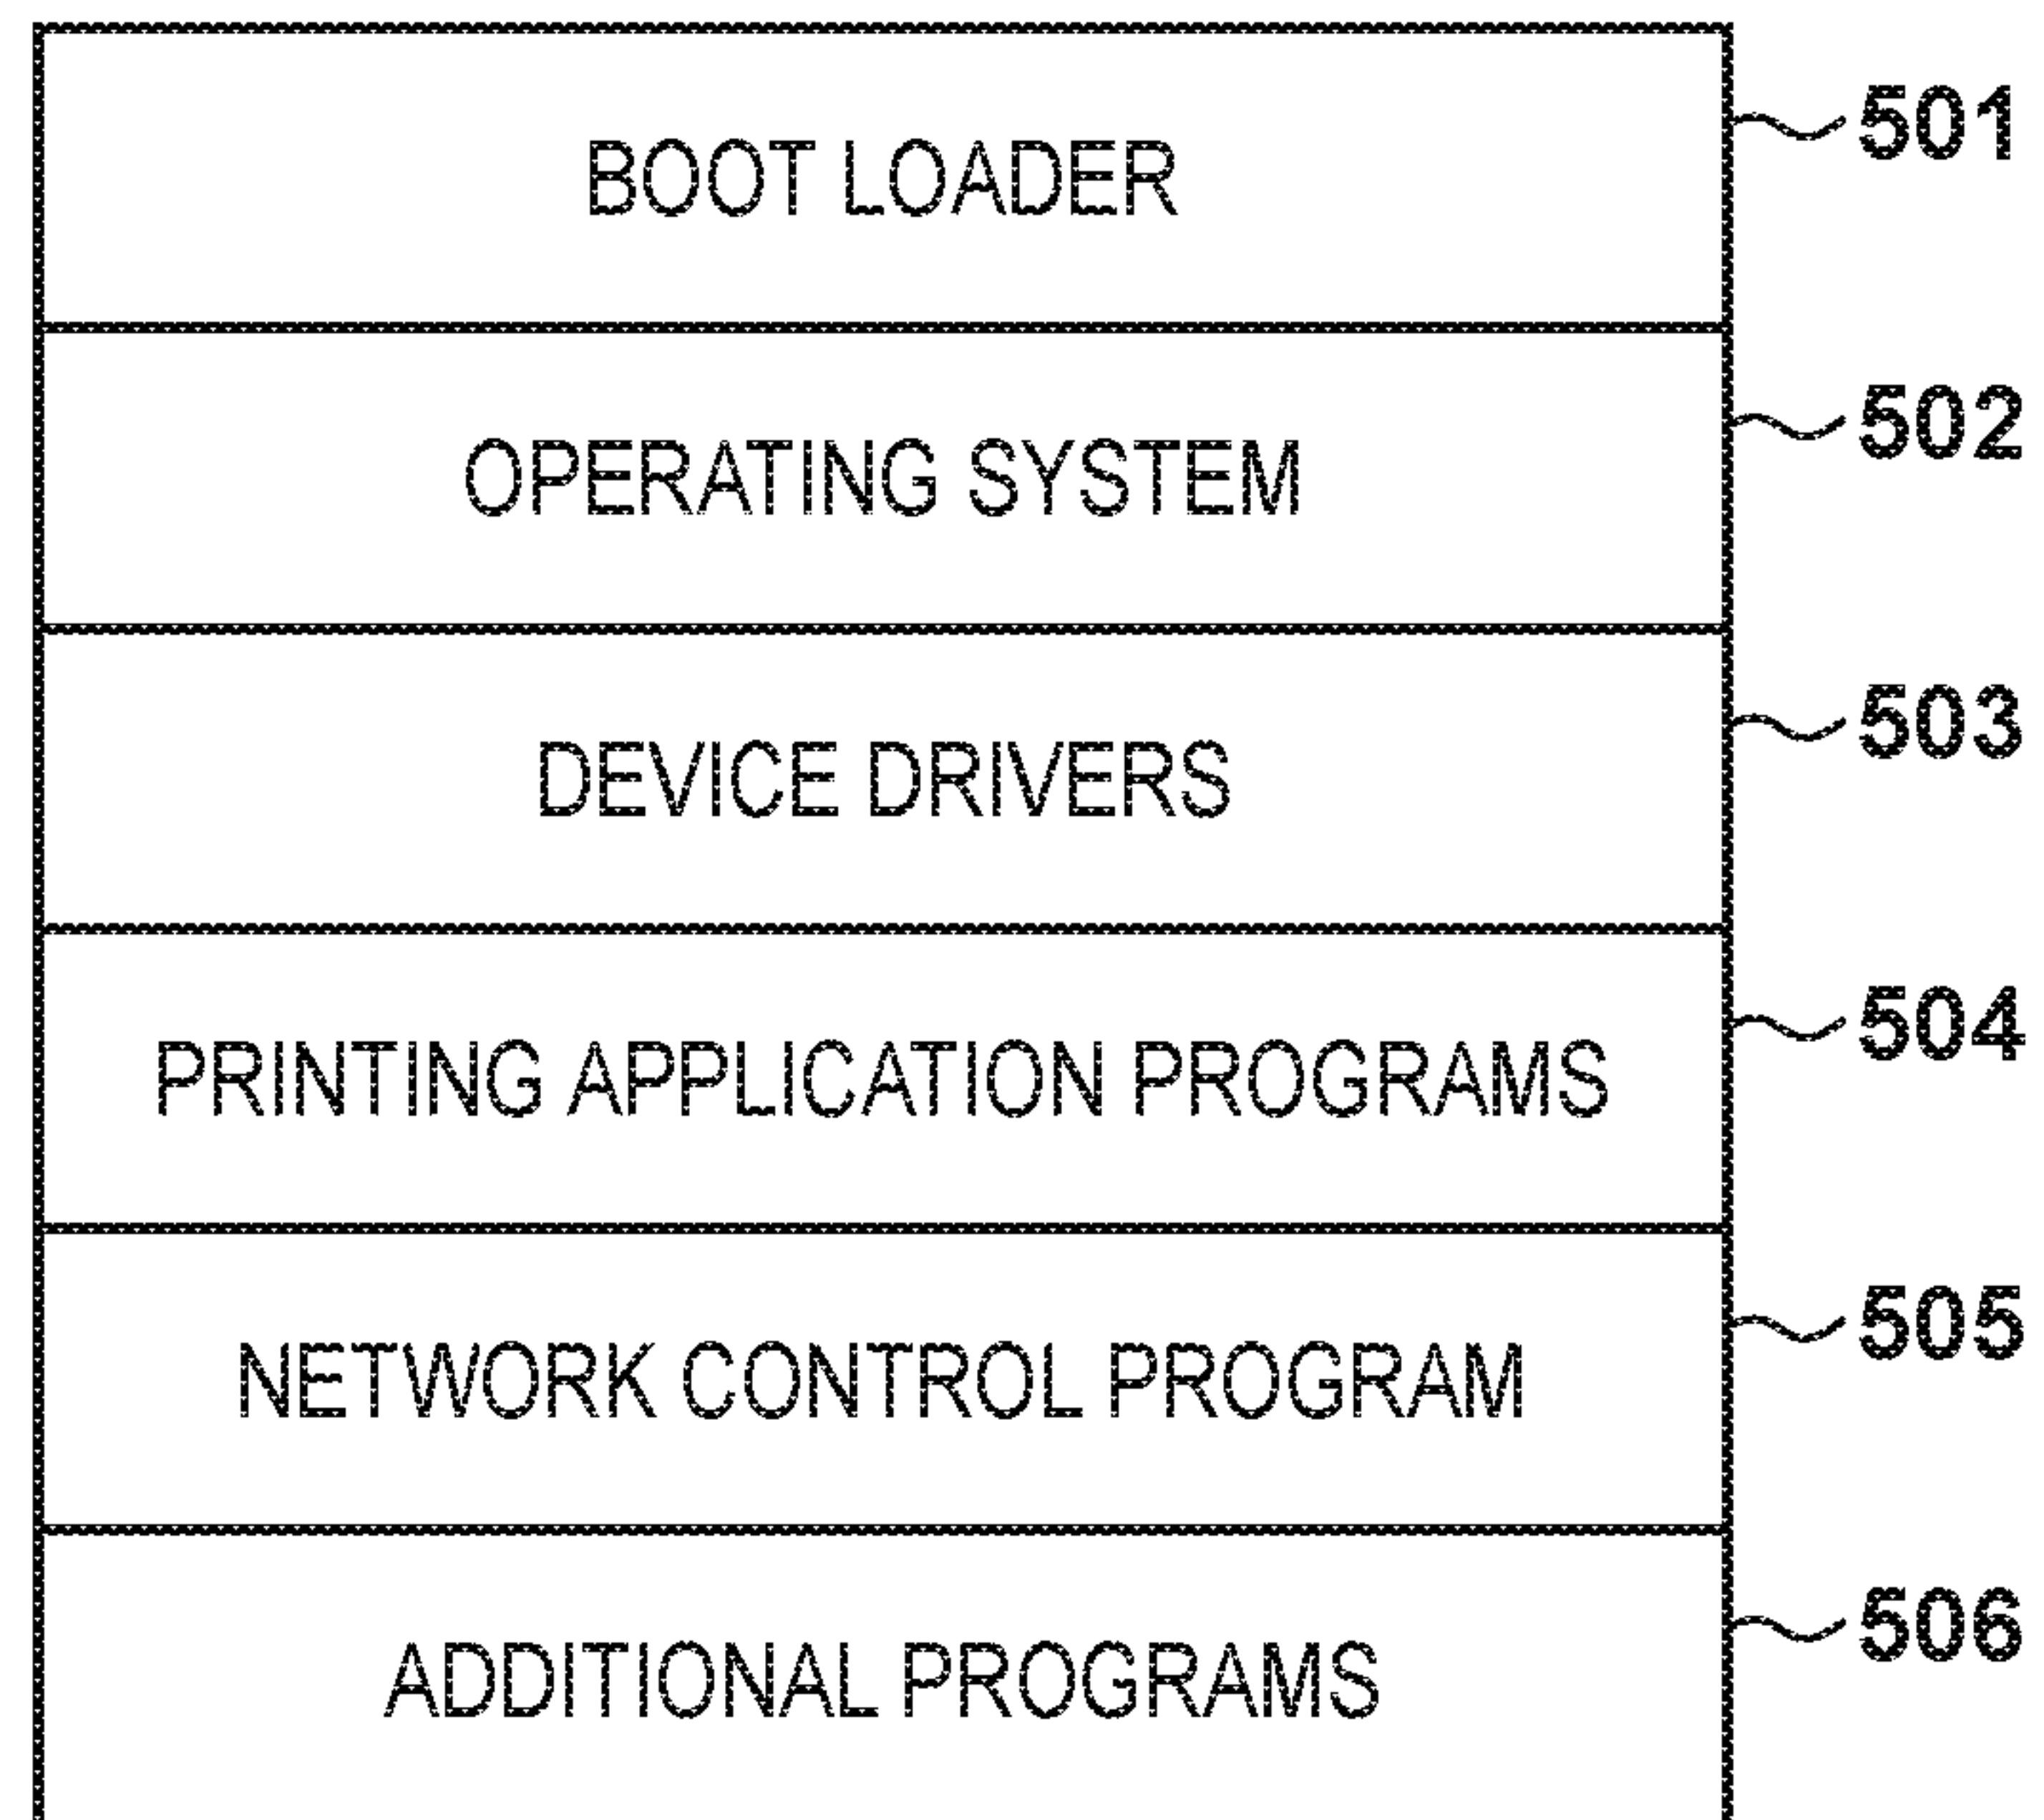 BOOT LOADER 501
OPERATING SYSTEM 502
DEVICE DRIVERS 503
PRINTING APPLICATION PROGRAMS 504
NETWORK CONTROL PROGRAM 505
ADDITIONAL PROGRAMS 506